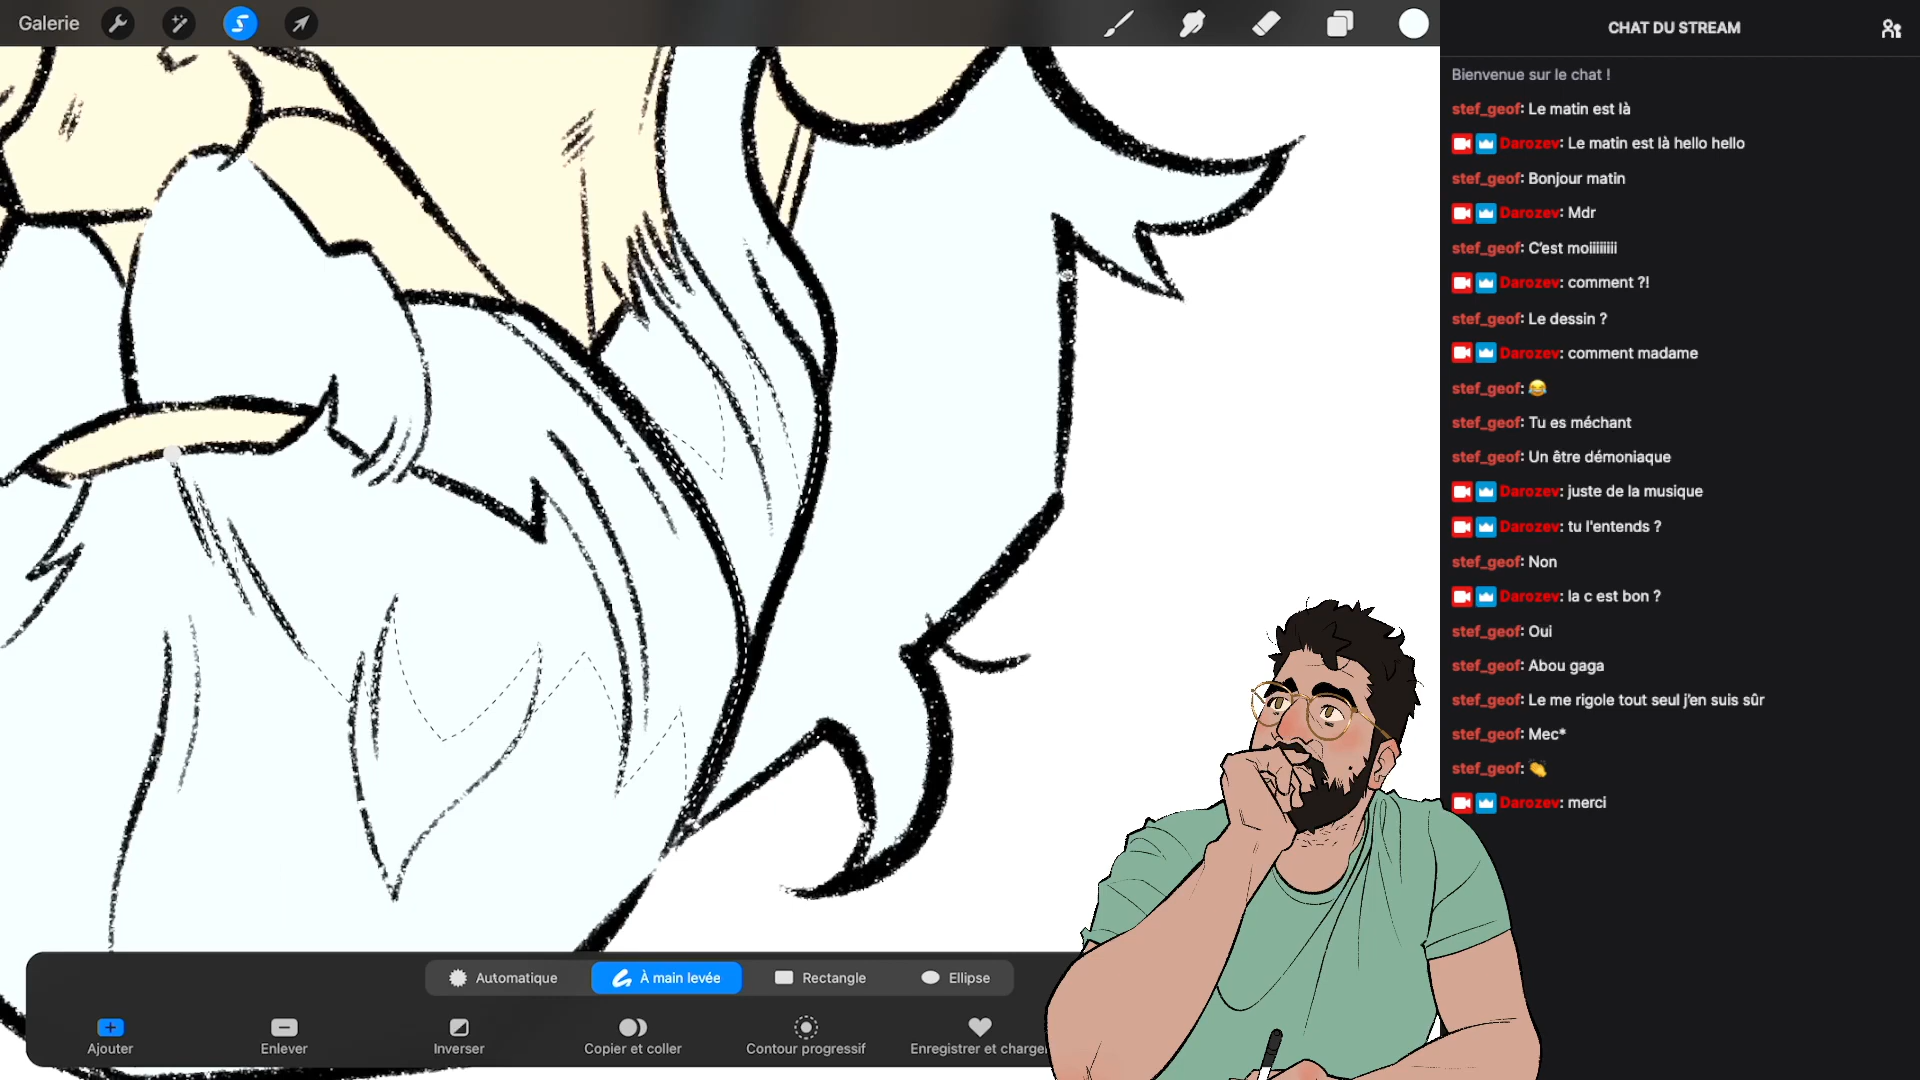 Galerie
CHAT DU STREAM
Bienvenue sur le chat !
stef_geof: Le matin est là
Darozev: Le matin est là hello hello
stef_geof: Bonjour matin
Darozev: Mdr
stef_geof: C'est moiiiiiiiii
Darozev: comment ?!
stef_geof: Le dessin ?
Darozev: comment madame
stef_geof: 😂
stef_geof: Tu es méchant
stef_geof: Un être démoniaque
Darozev: juste de la musique
Darozev: tu l'entends ?
stef_geof: Non
Darozev: la c est bon ?
stef_geof: Oui
stef_geof: Abou gaga
stef_geof: Le me rigole tout seul j'en suis sûr
stef_geof: Mec*
stef_geof: 👏
Darozev: merci
Automatique
À main levée
Rectangle
Ellipse
Ajouter
Enlever
Inverser
Copier et coller
Contour progressif
Enregistrer et charger